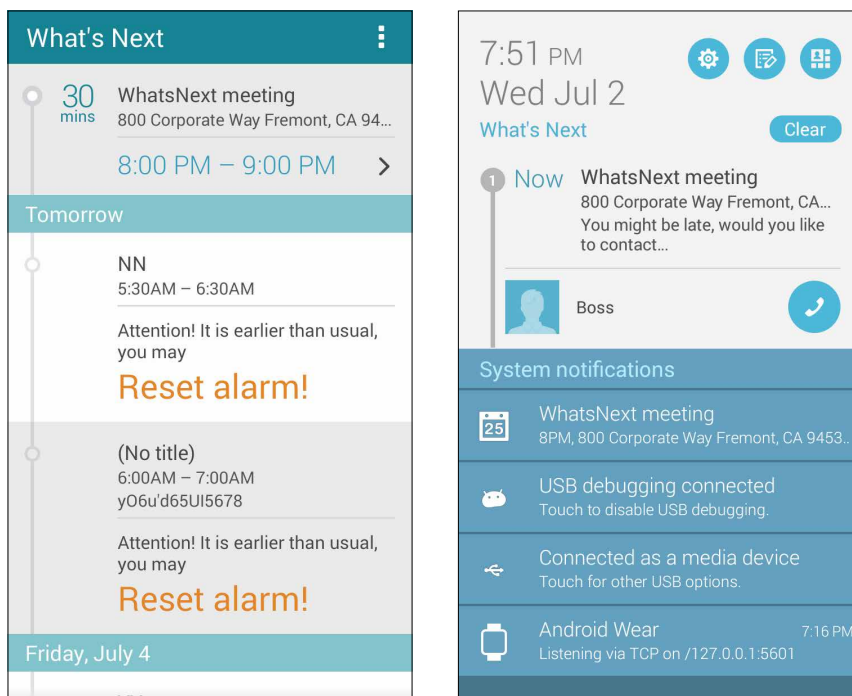 What's Next
30
mins
WhatsNext meeting
800 Corporate Way Fremont, CA 94...
8:00 PM – 9:00 PM
Tomorrow
NN
5:30AM – 6:30AM
Attention! It is earlier than usual,
you may
Reset alarm!
(No title)
6:00AM – 7:00AM
yO6u'd65UI5678
Attention! It is earlier than usual,
you may
Reset alarm!
Friday, July 4
7:51 PM
Wed Jul 2
What's Next
Clear
1
Now
WhatsNext meeting
800 Corporate Way Fremont, CA...
You might be late, would you like
to contact...
Boss
System notifications
25
WhatsNext meeting
8PM, 800 Corporate Way Fremont, CA 9453..
USB debugging connected
Touch to disable USB debugging.
Connected as a media device
Touch for other USB options.
Android Wear
7:16 PM
Listening via TCP on /127.0.0.1:5601